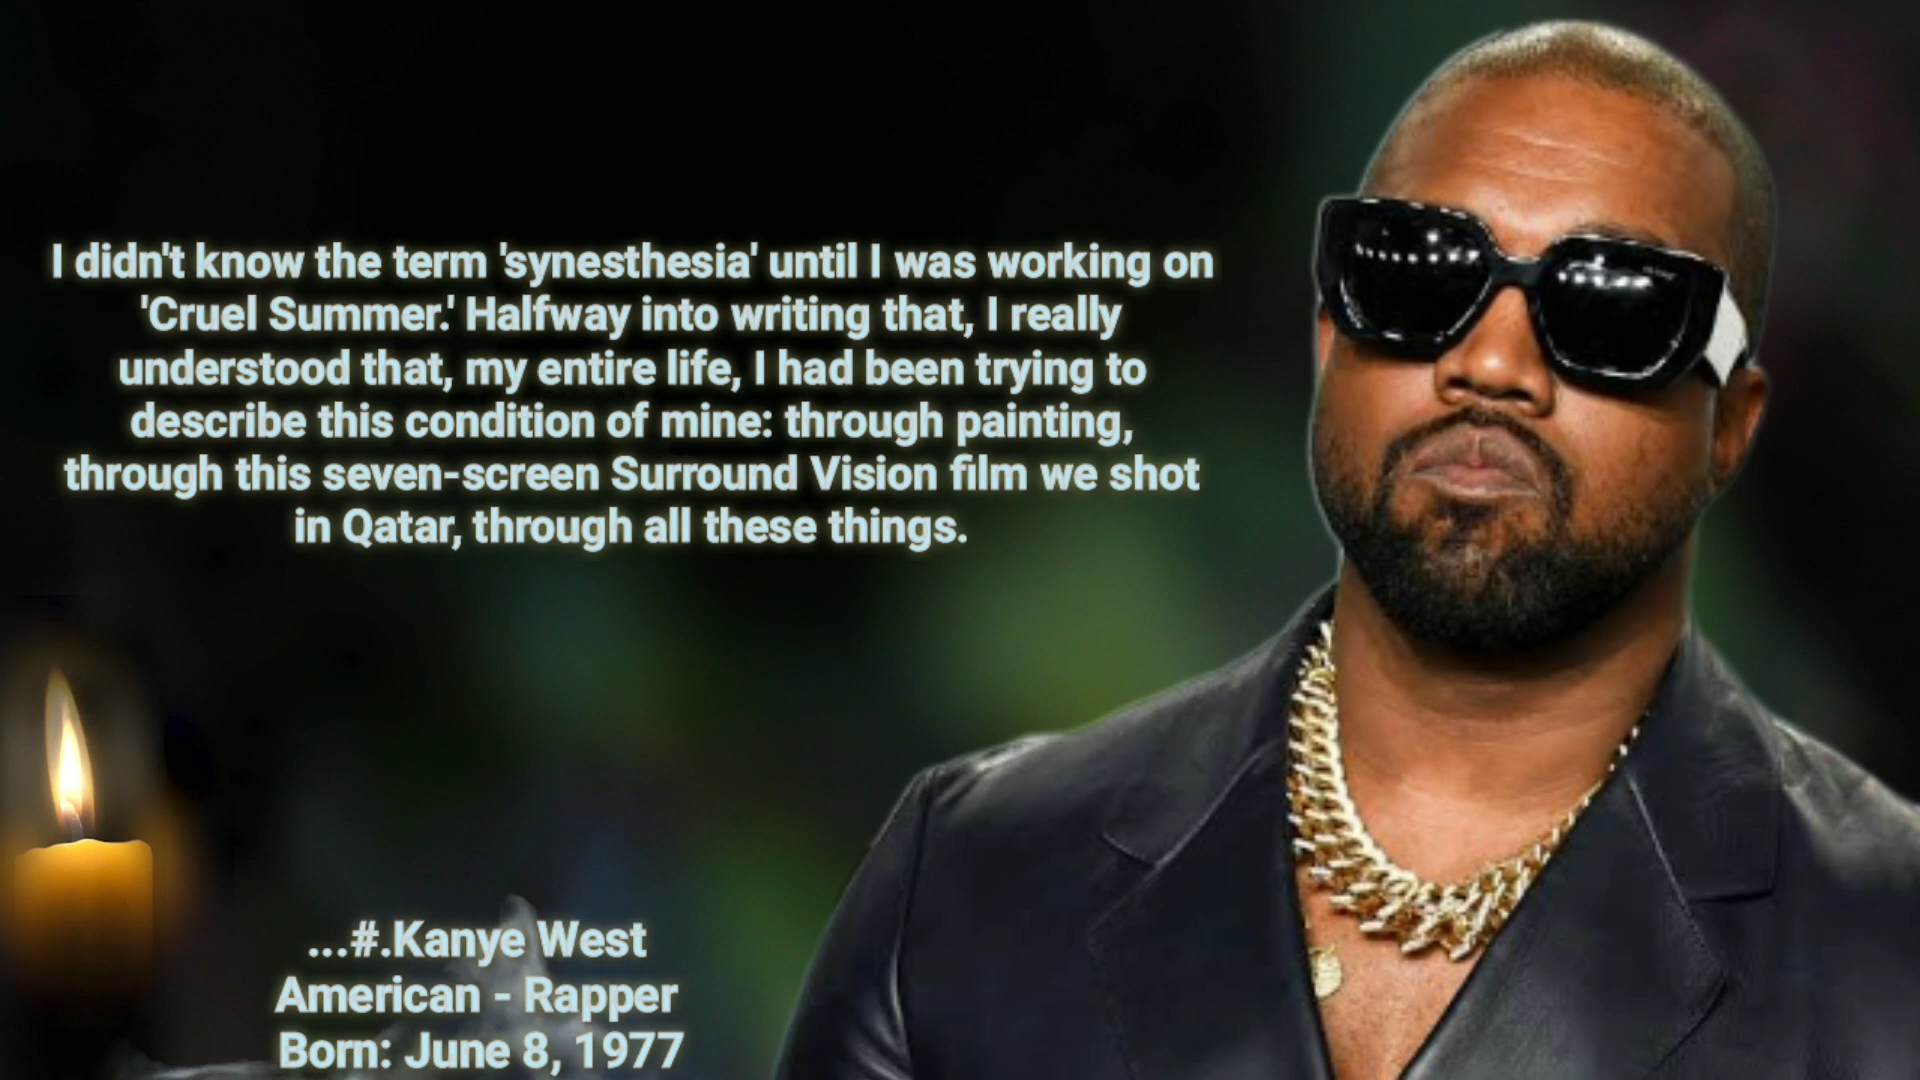 I didn't know the term 'synesthesia' until I was working on
'Cruel Summer.' Halfway into writing that, I really
understood that, my entire life, I had been trying to
describe this condition of mine: through painting,
through this seven-screen Surround Vision film we shot
in Qatar, through all these things.
...#.Kanye West
American - Rapper
Born: June 8, 1977